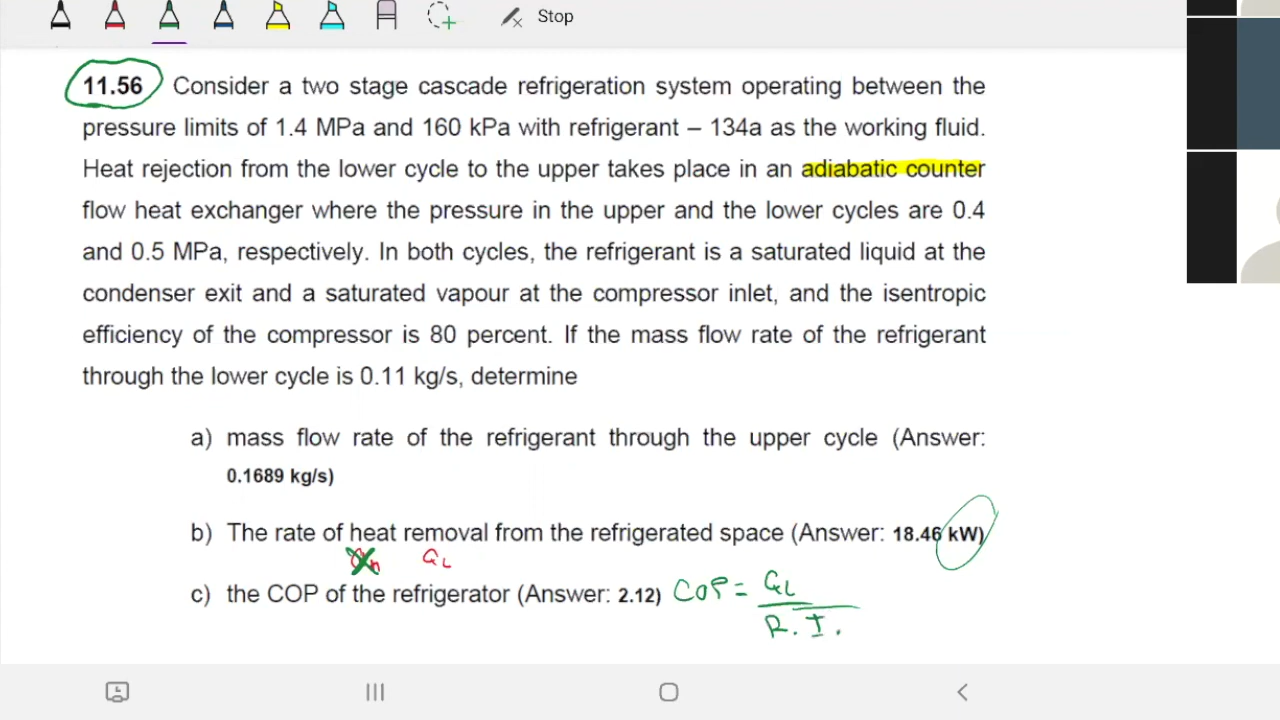 Stop
11.56 Consider a two stage cascade refrigeration system operating between the
pressure limits of 1.4 MPa and 160 kPa with refrigerant – 134a as the working fluid.
Heat rejection from the lower cycle to the upper takes place in an adiabatic counter
flow heat exchanger where the pressure in the upper and the lower cycles are 0.4
and 0.5 MPa, respectively. In both cycles, the refrigerant is a saturated liquid at the
condenser exit and a saturated vapour at the compressor inlet, and the isentropic
efficiency of the compressor is 80 percent. If the mass flow rate of the refrigerant
through the lower cycle is 0.11 kg/s, determine
a) mass flow rate of the refrigerant through the upper cycle (Answer:
0.1689 kg/s)
b) The rate of heat removal from the refrigerated space (Answer: 18.46 kW)
QL
c) the COP of the refrigerator (Answer: 2.12) COP = QL
R.I.